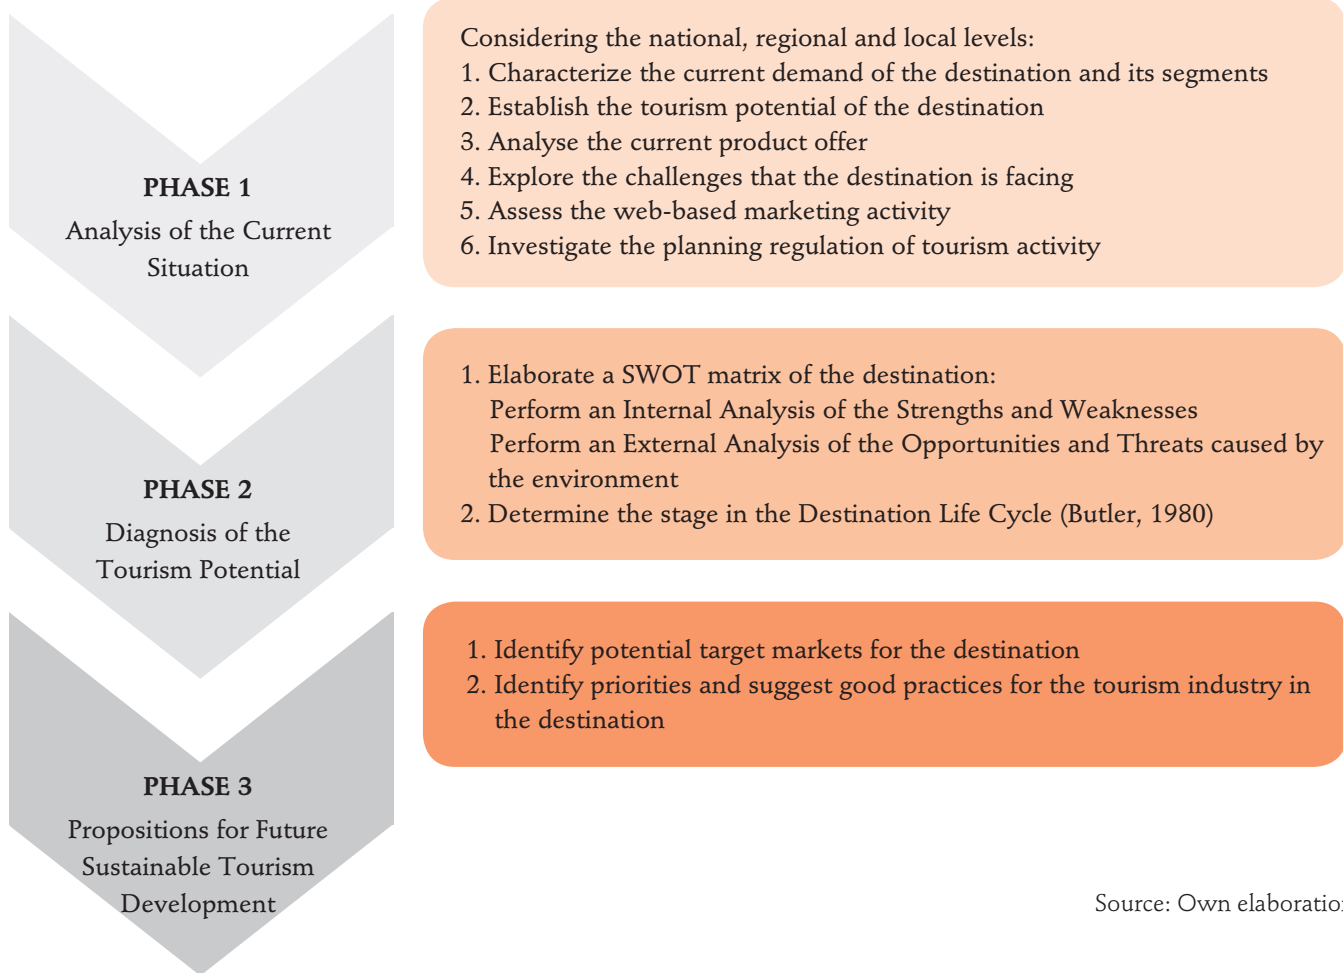 PHASE 1
Analysis of the Current
Situation
Considering the national, regional and local levels:
1. Characterize the current demand of the destination and its segments
2. Establish the tourism potential of the destination
3. Analyse the current product offer
4. Explore the challenges that the destination is facing
5. Assess the web-based marketing activity
6. Investigate the planning regulation of tourism activity
PHASE 2
Diagnosis of the
Tourism Potential
1. Elaborate a SWOT matrix of the destination:
Perform an Internal Analysis of the Strengths and Weaknesses
Perform an External Analysis of the Opportunities and Threats caused by
the environment
2. Determine the stage in the Destination Life Cycle (Butler, 1980)
PHASE 3
Propositions for Future
Sustainable Tourism
Development
1. Identify potential target markets for the destination
2. Identify priorities and suggest good practices for the tourism industry in
the destination
Source: Own elaboration